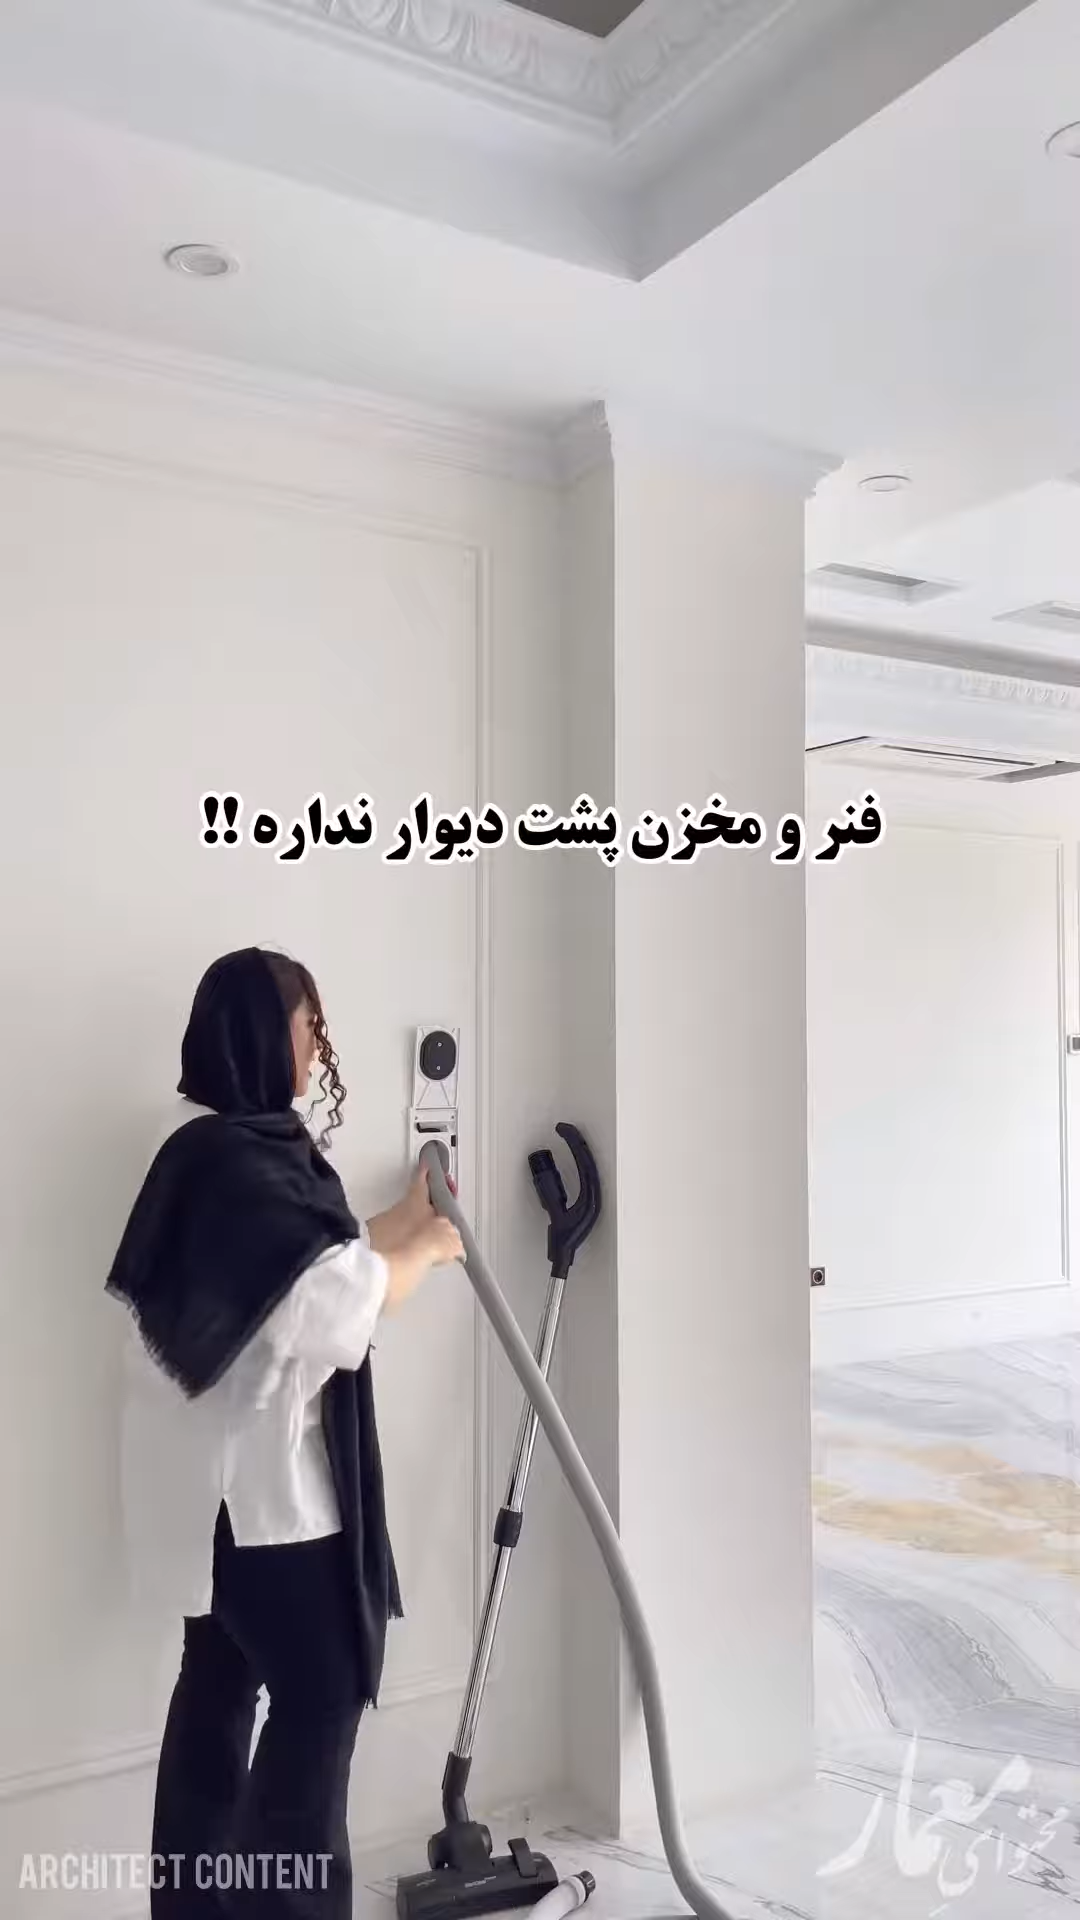 فنر و مخزن پشت دیوار نداره !!
ARCHITECT CONTENT
محتوای معمار